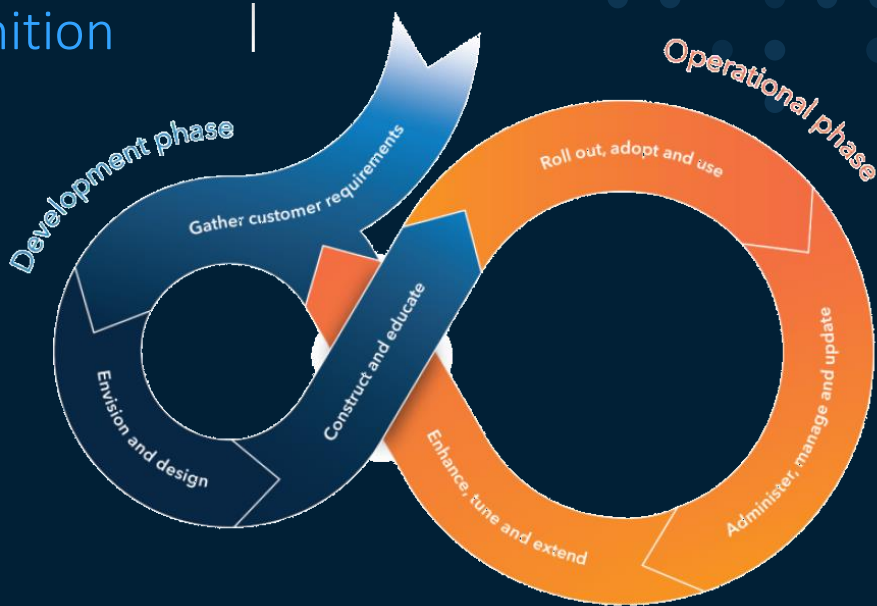 nition
Development phase
Operational phase
Gather customer requirements
Envision and design
Construct and educate
Roll out, adopt and use
Administer, manage and update
Enhance, tune and extend